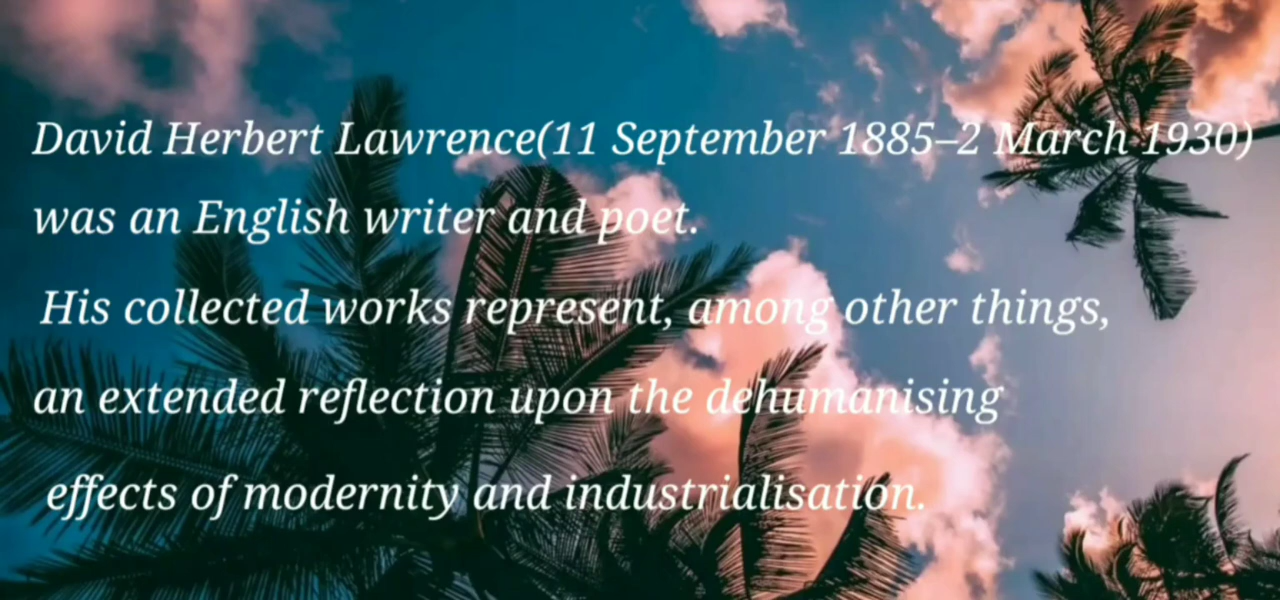 David Herbert Lawrence(11 September 1885–2 March 1930)
was an English writer and poet.
His collected works represent, among other things,
an extended reflection upon the dehumanising
effects of modernity and industrialisation.